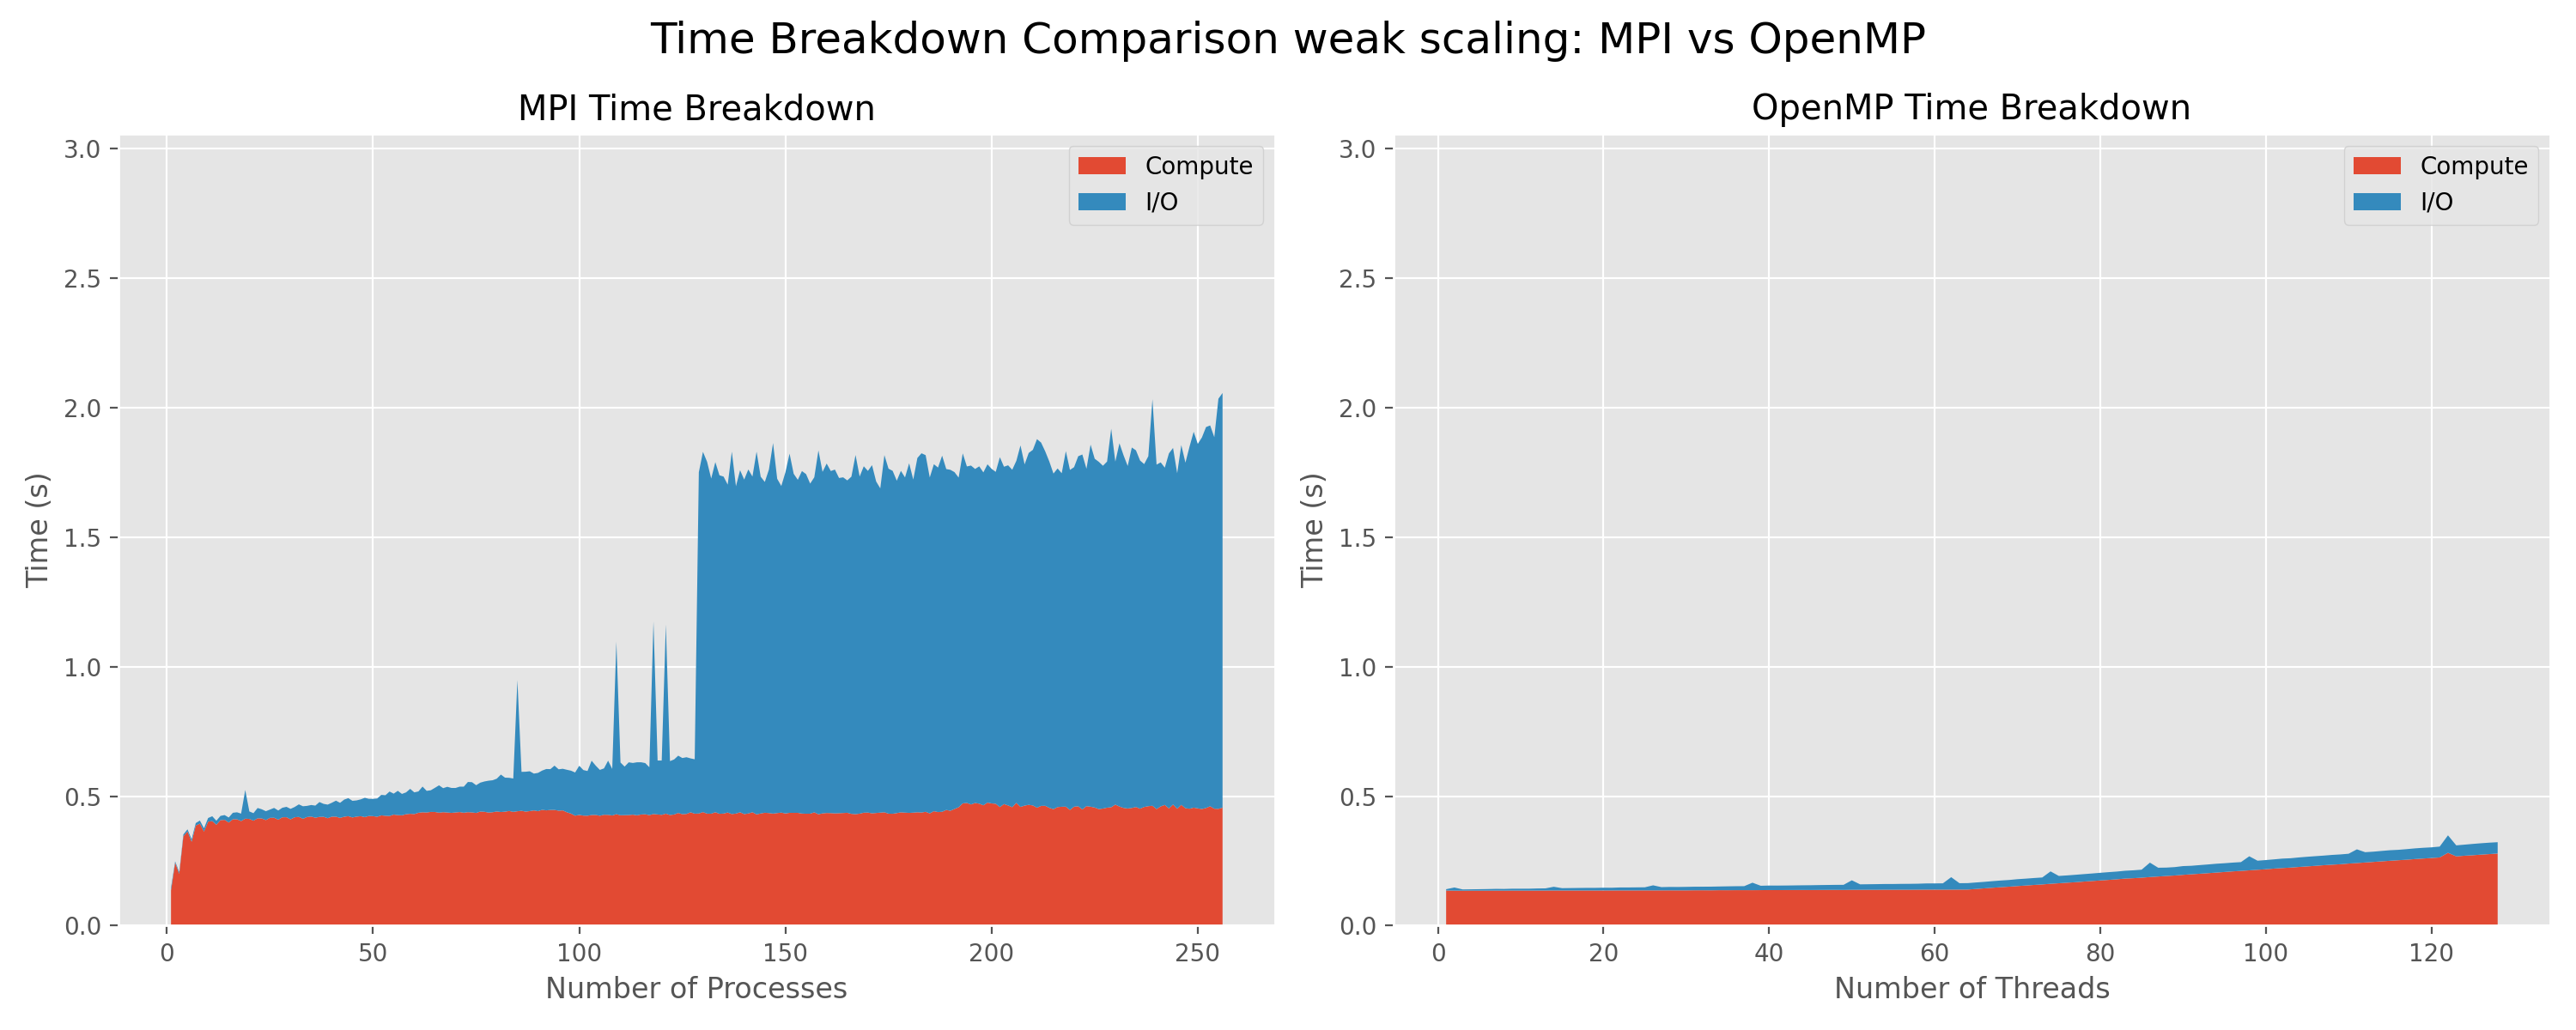 Time Breakdown Comparison weak scaling: MPI vs OpenMP
MPI Time Breakdown
3.0
2.5
2.0
1.5
1.0
0.5
0.0
Time (s)
Compute
I/O
0 50 100 150 200 250
Number of Processes
OpenMP Time Breakdown
3.0
2.5
2.0
1.5
1.0
0.5
0.0
Time (s)
Compute
I/O
0 20 40 60 80 100 120
Number of Threads